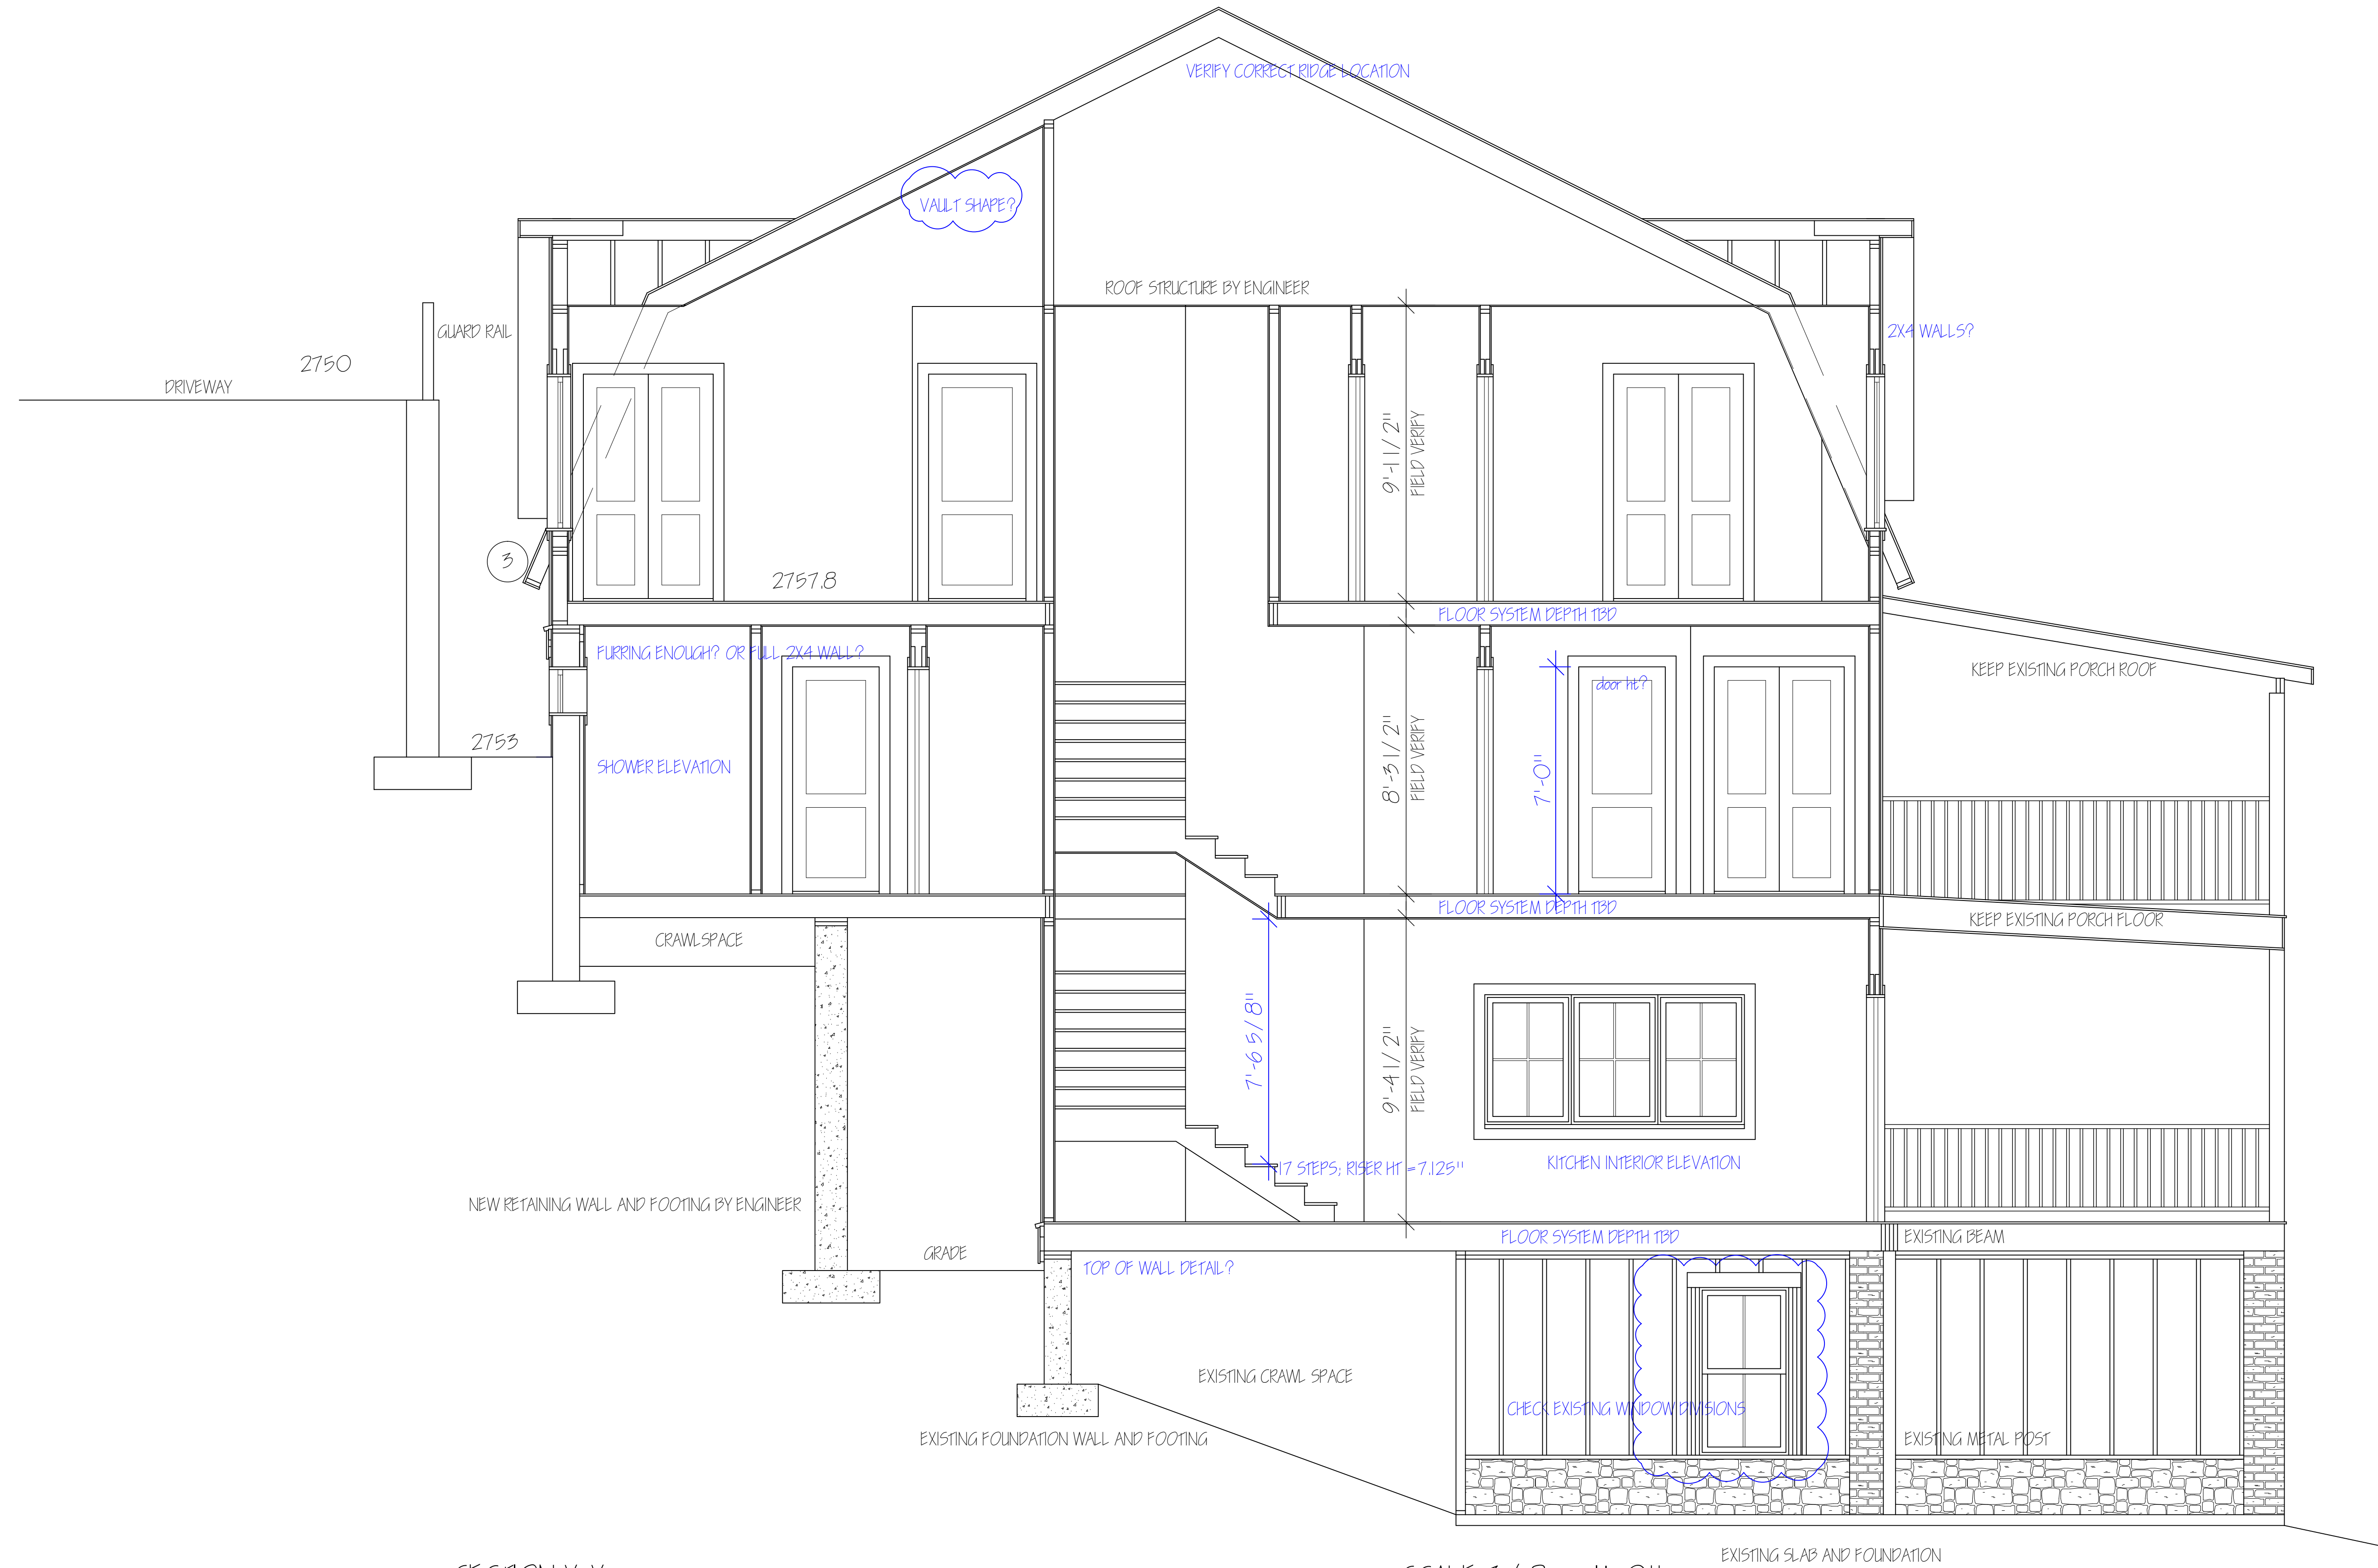 VERIFY CORRECT RIDGE LOCATION
VAULT SHAPE?
ROOF STRUCTURE BY ENGINEER
GUARD RAIL
2X4 WALLS?
2750
DRIVEWAY
9'-1 1/2"
FIELD VERIFY
3
2757.8
FLOOR SYSTEM DEPTH TBD
FURRING ENOUGH? OR FULL 2X4 WALL?
KEEP EXISTING PORCH ROOF
door ht?
2753
SHOWER ELEVATION
8'-3 1/2"
FIELD VERIFY
7'-0"
FLOOR SYSTEM DEPTH TBD
KEEP EXISTING PORCH FLOOR
CRAWLSPACE
7'-6 5/8"
9'-4 1/2"
FIELD VERIFY
17 STEPS; RISER HT =7.125"
KITCHEN INTERIOR ELEVATION
NEW RETAINING WALL AND FOOTING BY ENGINEER
FLOOR SYSTEM DEPTH TBD
EXISTING BEAM
GRADE
TOP OF WALL DETAIL?
EXISTING CRAWL SPACE
CHECK EXISTING WINDOW DIVISIONS
EXISTING FOUNDATION WALL AND FOOTING
EXISTING METAL POST
EXISTING SLAB AND FOUNDATION